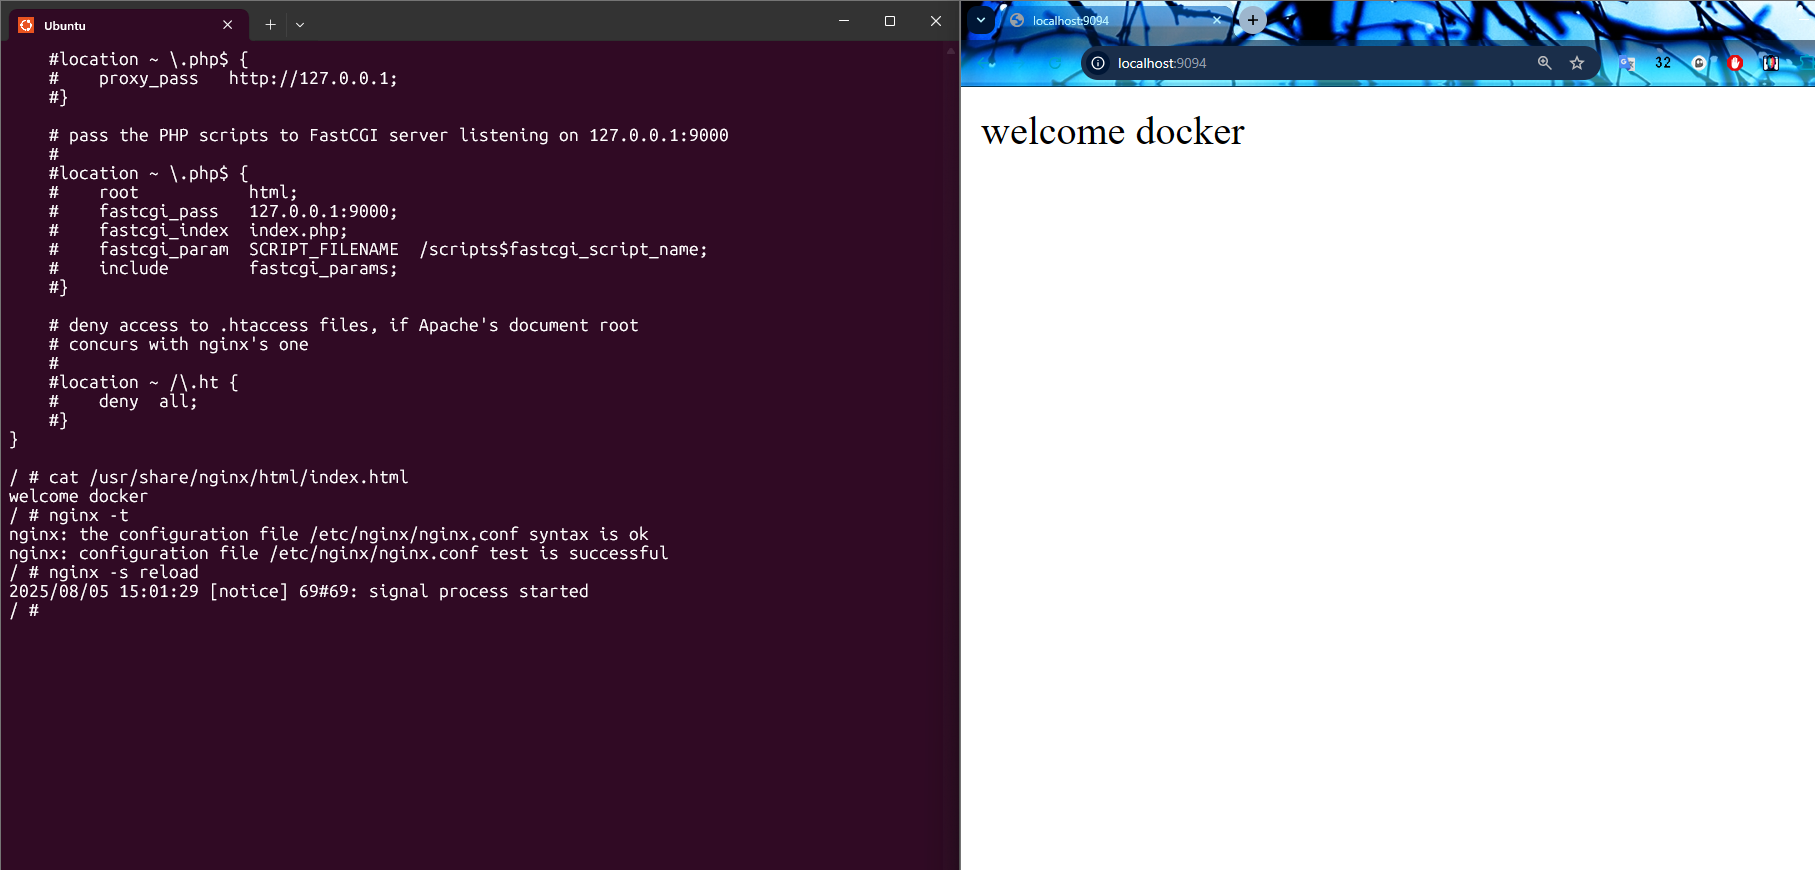 Ubuntu
    #location ~ \.php$ {
    #    proxy_pass   http://127.0.0.1;
    #}
    # pass the PHP scripts to FastCGI server listening on 127.0.0.1:9000
    #
    #location ~ \.php$ {
    #    root           html;
    #    fastcgi_pass   127.0.0.1:9000;
    #    fastcgi_index  index.php;
    #    fastcgi_param  SCRIPT_FILENAME  /scripts$fastcgi_script_name;
    #    include        fastcgi_params;
    #}
    # deny access to .htaccess files, if Apache's document root
    # concurs with nginx's one
    #
    #location ~ /\.ht {
    #    deny  all;
    #}
}
/ # cat /usr/share/nginx/html/index.html
welcome docker
/ # nginx -t
nginx: the configuration file /etc/nginx/nginx.conf syntax is ok
nginx: configuration file /etc/nginx/nginx.conf test is successful
/ # nginx -s reload
2025/08/05 15:01:29 [notice] 69#69: signal process started
/ #
localhost:9094
localhost:9094
32
welcome docker